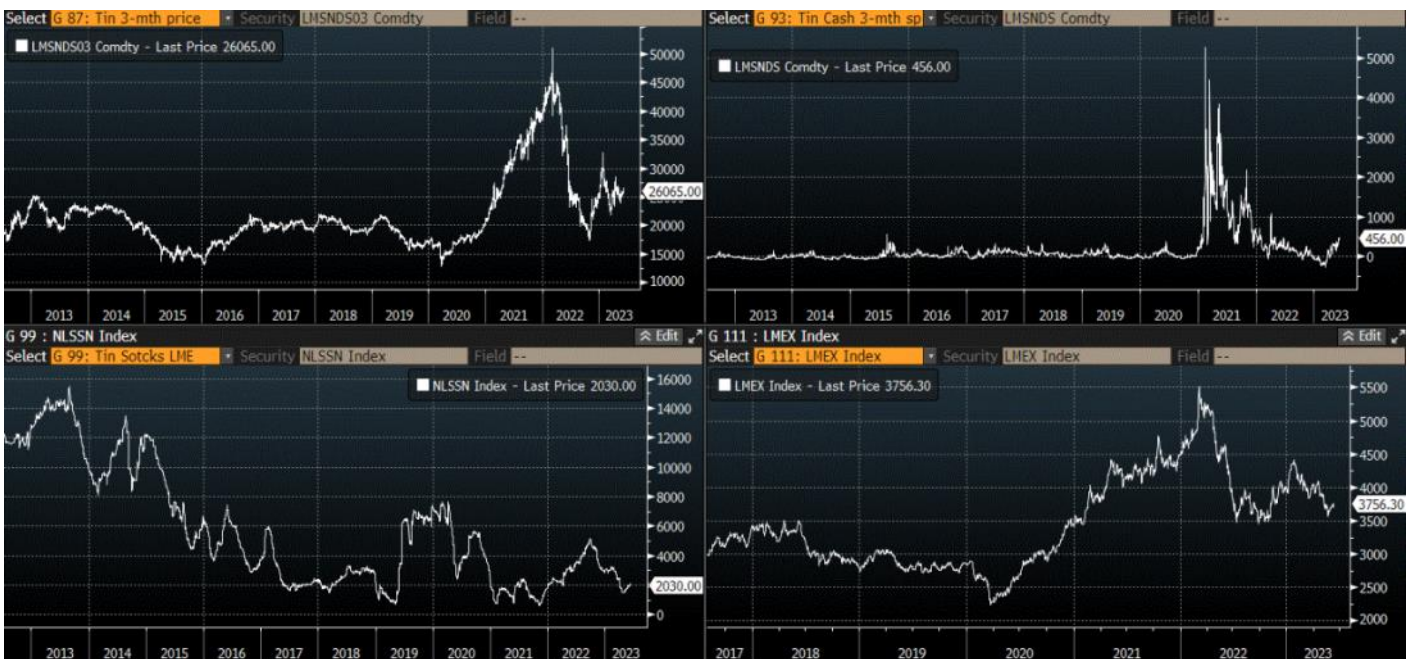 Select G 87: Tin 3-mth price Security LMSNDS03 Comdty Field --
LMSNDS03 Comdty - Last Price 26065.00
50000
45000
40000
35000
30000
26065.00
20000
15000
10000
2013 2014 2015 2016 2017 2018 2019 2020 2021 2022 2023
Select G 93: Tin Cash 3-mth sp Security LMSNDS Comdty Field --
LMSNDS Comdty - Last Price 456.00
5000
4000
3000
2000
1000
456.00
0
2013 2014 2015 2016 2017 2018 2019 2020 2021 2022 2023
G 99 : NLSSN Index Edit
Select G 99: Tin Sotcks LME Security NLSSN Index Field --
NLSSN Index - Last Price 2030.00
16000
14000
12000
10000
8000
6000
4000
2030.00
0
2013 2014 2015 2016 2017 2018 2019 2020 2021 2022 2023
G 111 : LMEX Index Edit
Select G 111: LMEX Index Security LMEX Index Field --
LMEX Index - Last Price 3756.30
5500
5000
4500
4000
3756.30
3500
3000
2500
2000
2017 2018 2019 2020 2021 2022 2023